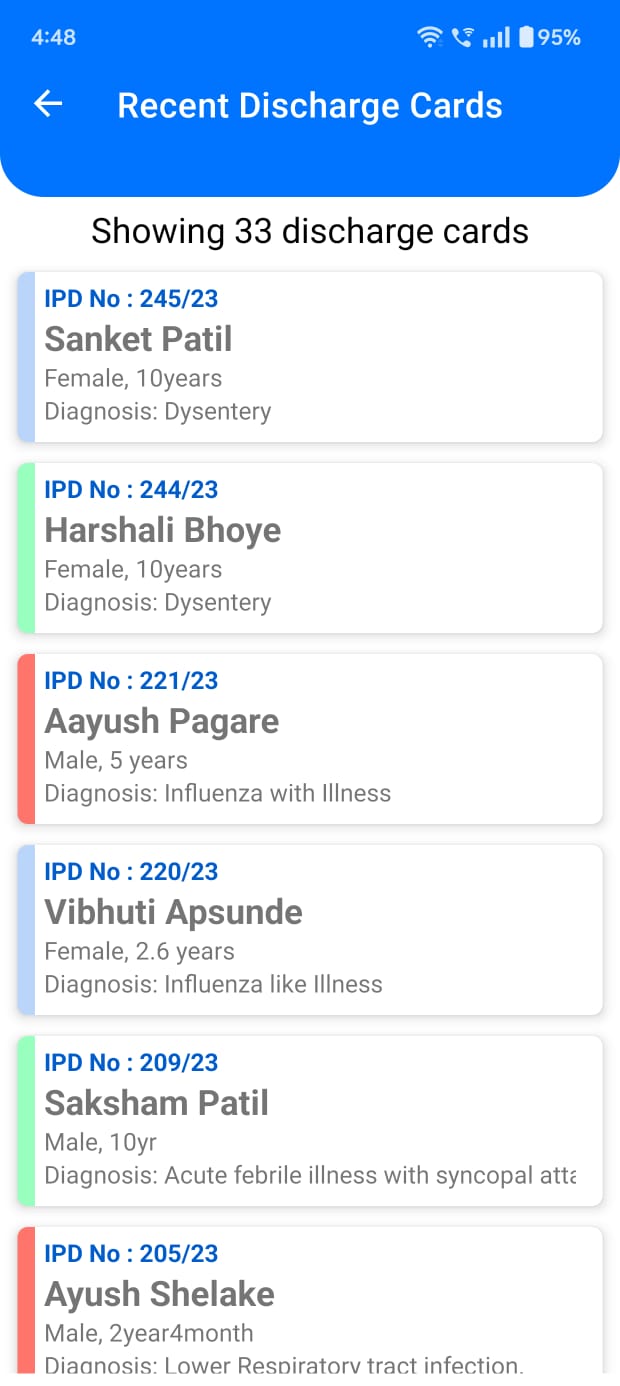 4:48
95%
Recent Discharge Cards
Showing 33 discharge cards
IPD No : 245/23
Sanket Patil
Female, 10years
Diagnosis: Dysentery
IPD No : 244/23
Harshali Bhoye
Female, 10years
Diagnosis: Dysentery
IPD No : 221/23
Aayush Pagare
Male, 5 years
Diagnosis: Influenza with Illness
IPD No : 220/23
Vibhuti Apsunde
Female, 2.6 years
Diagnosis: Influenza like Illness
IPD No : 209/23
Saksham Patil
Male, 10yr
Diagnosis: Acute febrile illness with syncopal
IPD No : 205/23
Ayush Shelake
Male, 2year4month
Diagnosis: Lower Respiratory tract infection.